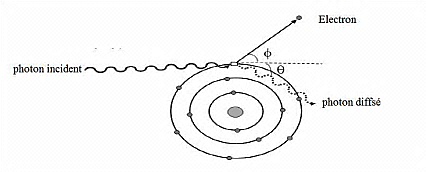 Electron
photon incident
ϕ
θ
photon diffsé